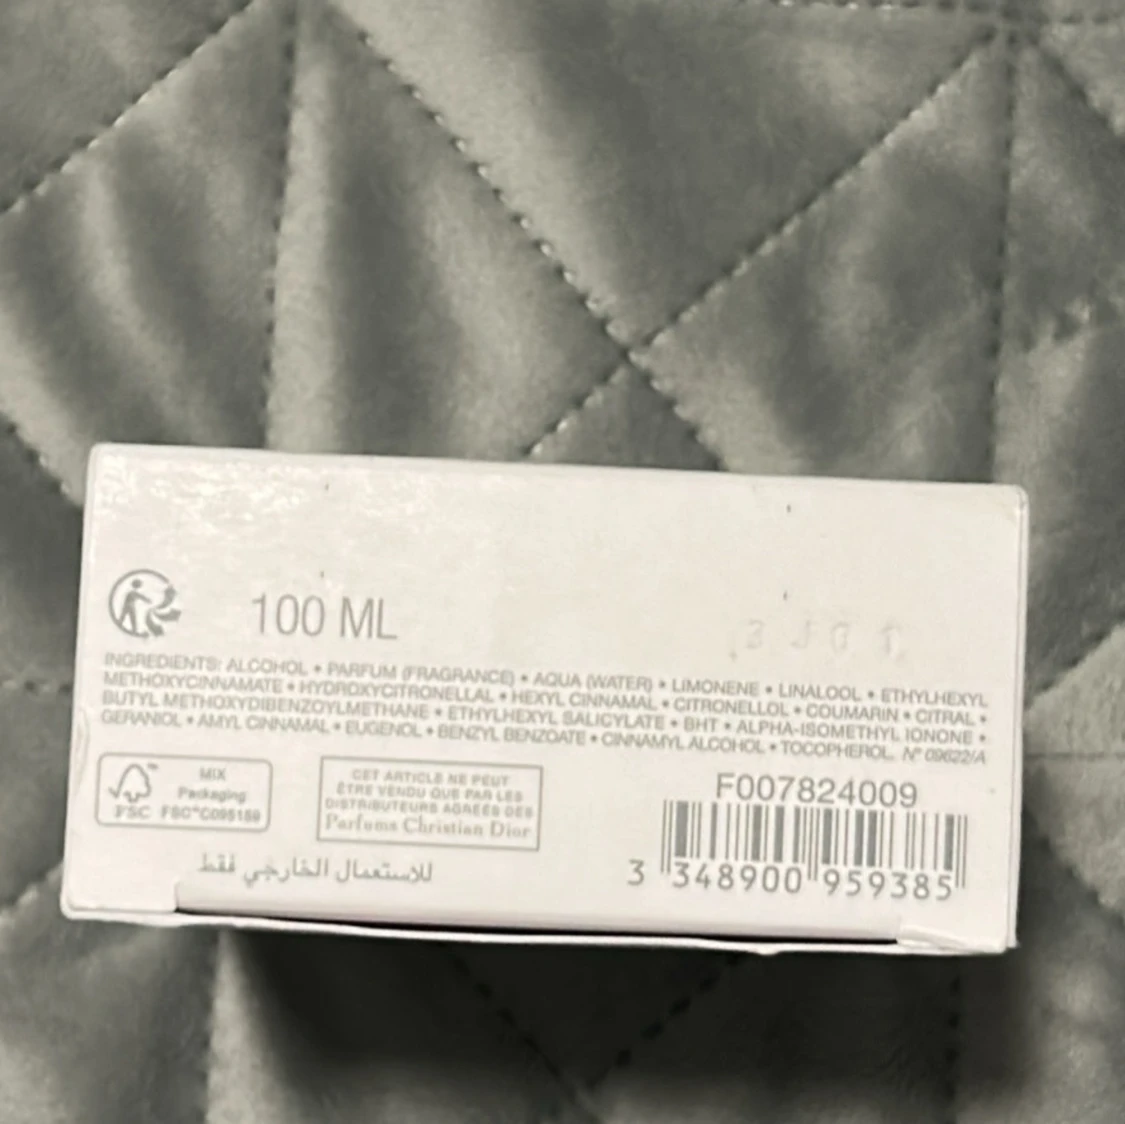 100 ML
INGREDIENTS: ALCOHOL • PARFUM (FRAGRANCE) • AQUA (WATER) • LIMONENE • LINALOOL • ETHYLHEXYL
METHOXYCINNAMATE • HYDROXYCITRONELLAL • HEXYL CINNAMAL • CITRONELLOL • COUMARIN • CITRAL •
BUTYL METHOXYDIBENZOYLMETHANE • ETHYLHEXYL SALICYLATE • BHT • ALPHA-ISOMETHYL IONONE •
GERANIOL • AMYL CINNAMAL • EUGENOL • BENZYL BENZOATE • CINNAMYL ALCOHOL • TOCOPHEROL. N° 09622/A
MIX
Packaging
FSC FSC™C095159
CET ARTICLE NE PEUT
ÊTRE VENDU QUE PAR LES
DISTRIBUTEURS AGRÉÉS DES
Parfums Christian Dior
F007824009
3 348900 959385
للاستعمال الخارجي فقط